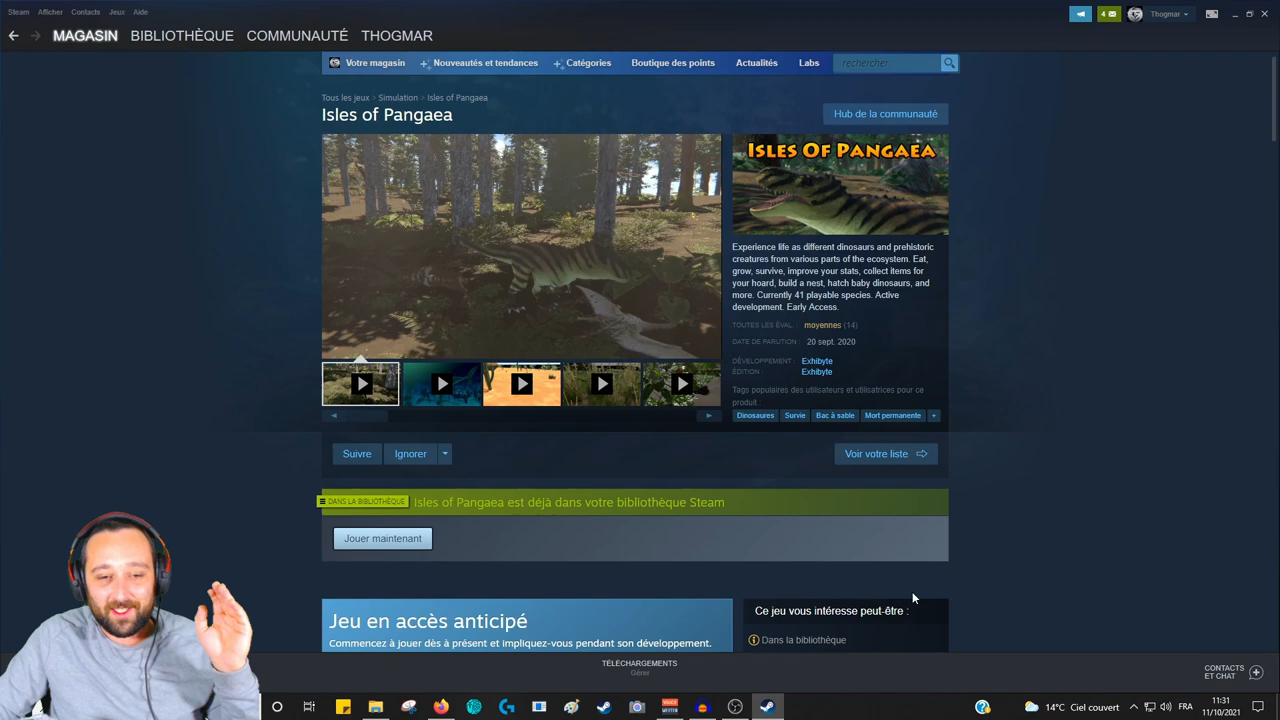 Steam Afficher Contacts Jeux Aide
4 Thogmar
MAGASIN BIBLIOTHÈQUE COMMUNAUTÉ THOGMAR
Votre magasin Nouveautés et tendances Catégories Boutique des points Actualités Labs rechercher
Tous les jeux > Simulation > Isles of Pangaea
Isles of Pangaea
Hub de la communauté
ISLES OF PANGAEA
Experience life as different dinosaurs and prehistoric
creatures from various parts of the ecosystem. Eat,
grow, survive, improve your stats, collect items for
your hoard, build a nest, hatch baby dinosaurs, and
more. Currently 41 playable species. Active
development. Early Access.
TOUTES LES ÉVAL. : moyennes (14)
DATE DE PARUTION : 20 sept. 2020
DÉVELOPPEMENT : Exhibyte
ÉDITION : Exhibyte
Tags populaires des utilisateurs et utilisatrices pour ce
produit :
Dinosaures Survie Bac à sable Mort permanente +
Suivre Ignorer Voir votre liste
DANS LA BIBLIOTHÈQUE Isles of Pangaea est déjà dans votre bibliothèque Steam
Jouer maintenant
Jeu en accès anticipé
Commencez à jouer dès à présent et impliquez-vous pendant son développement.
Ce jeu vous intéresse peut-être :
Dans la bibliothèque
TÉLÉCHARGEMENTS
Gérer
CONTACTS
ET CHAT
14°C Ciel couvert FRA
11:31
11/10/2021